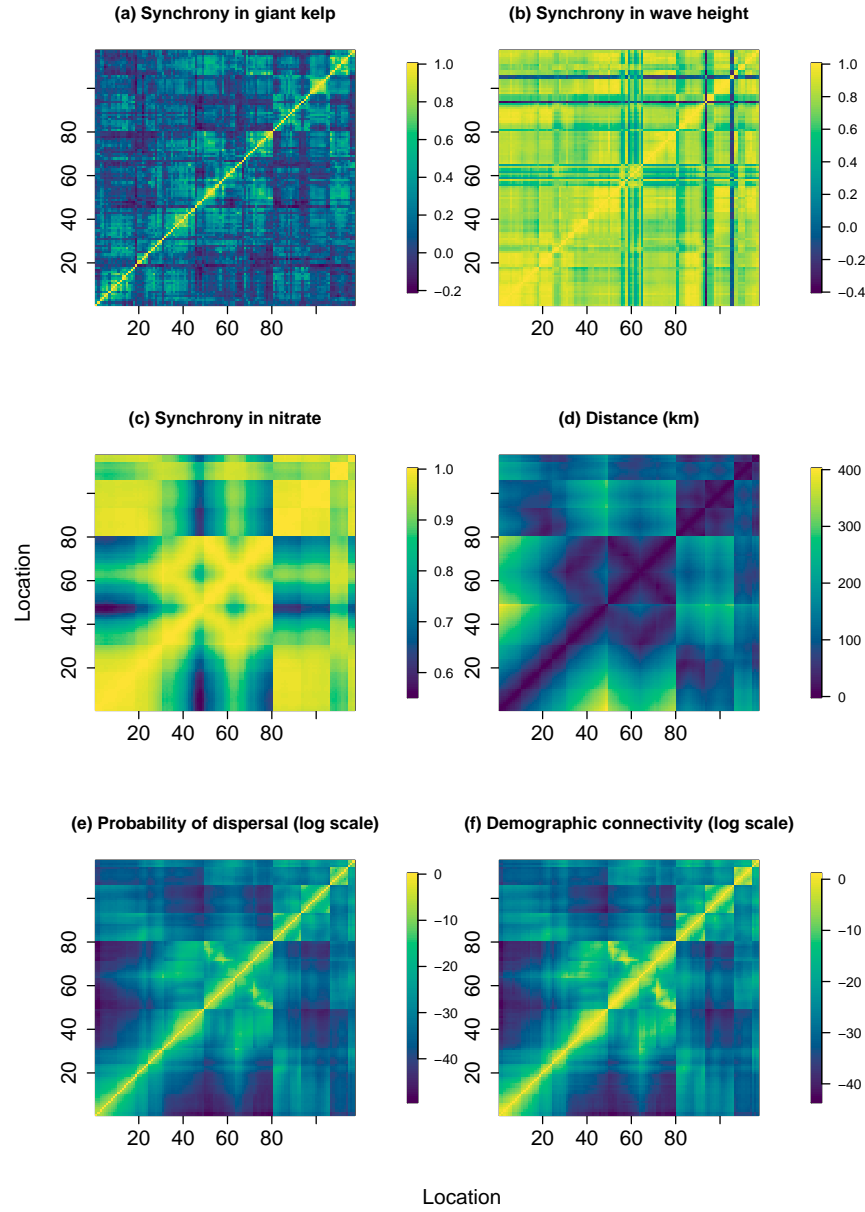 (a) Synchrony in giant kelp
20 40 60 80
20 40 60 80
−0.2 0.0 0.2 0.4 0.6 0.8 1.0
(b) Synchrony in wave height
20 40 60 80
20 40 60 80
−0.4 −0.2 0.0 0.2 0.4 0.6 0.8 1.0
(c) Synchrony in nitrate
20 40 60 80
20 40 60 80
0.6 0.7 0.8 0.9 1.0
(d) Distance (km)
20 40 60 80
20 40 60 80
0 100 200 300 400
Location
(e) Probability of dispersal (log scale)
20 40 60 80
20 40 60 80
−40 −30 −20 −10 0
(f) Demographic connectivity (log scale)
20 40 60 80
20 40 60 80
−40 −30 −20 −10 0
Location